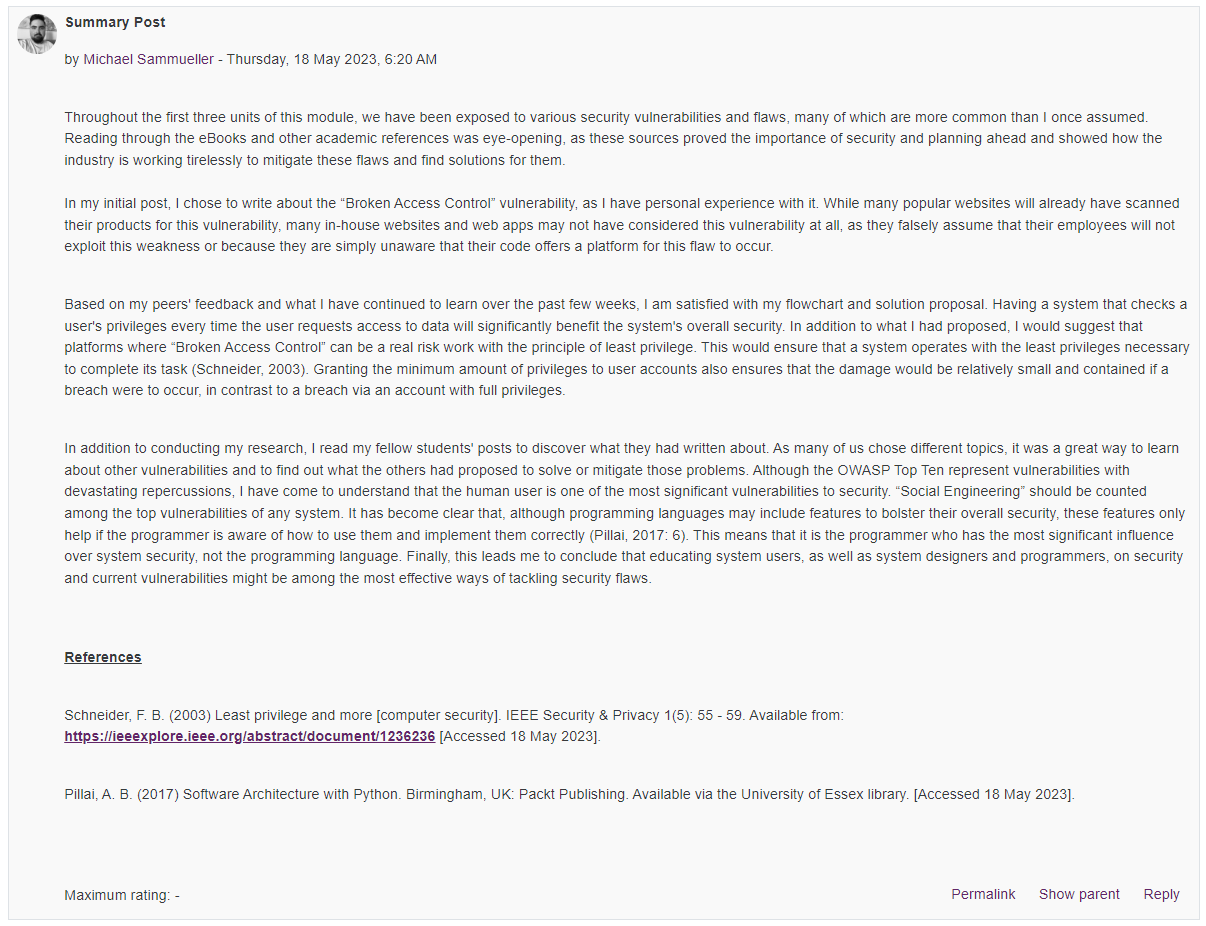 Summary Post
by Michael Sammueller - Thursday, 18 May 2023, 6:20 AM
Throughout the first three units of this module, we have been exposed to various security vulnerabilities and flaws, many of which are more common than I once assumed.
Reading through the eBooks and other academic references was eye-opening, as these sources proved the importance of security and planning ahead and showed how the
industry is working tirelessly to mitigate these flaws and find solutions for them.
In my initial post, I chose to write about the “Broken Access Control” vulnerability, as I have personal experience with it. While many popular websites will already have scanned
their products for this vulnerability, many in-house websites and web apps may not have considered this vulnerability at all, as they falsely assume that their employees will not
exploit this weakness or because they are simply unaware that their code offers a platform for this flaw to occur.
Based on my peers' feedback and what I have continued to learn over the past few weeks, I am satisfied with my flowchart and solution proposal. Having a system that checks a
user's privileges every time the user requests access to data will significantly benefit the system's overall security. In addition to what I had proposed, I would suggest that
platforms where “Broken Access Control” can be a real risk work with the principle of least privilege. This would ensure that a system operates with the least privileges necessary
to complete its task (Schneider, 2003). Granting the minimum amount of privileges to user accounts also ensures that the damage would be relatively small and contained if a
breach were to occur, in contrast to a breach via an account with full privileges.
In addition to conducting my research, I read my fellow students' posts to discover what they had written about. As many of us chose different topics, it was a great way to learn
about other vulnerabilities and to find out what the others had proposed to solve or mitigate those problems. Although the OWASP Top Ten represent vulnerabilities with
devastating repercussions, I have come to understand that the human user is one of the most significant vulnerabilities to security. “Social Engineering” should be counted
among the top vulnerabilities of any system. It has become clear that, although programming languages may include features to bolster their overall security, these features only
help if the programmer is aware of how to use them and implement them correctly (Pillai, 2017: 6). This means that it is the programmer who has the most significant influence
over system security, not the programming language. Finally, this leads me to conclude that educating system users, as well as system designers and programmers, on security
and current vulnerabilities might be among the most effective ways of tackling security flaws.
References
Schneider, F. B. (2003) Least privilege and more [computer security]. IEEE Security & Privacy 1(5): 55 - 59. Available from:
https://ieeexplore.ieee.org/abstract/document/1236236 [Accessed 18 May 2023].
Pillai, A. B. (2017) Software Architecture with Python. Birmingham, UK: Packt Publishing. Available via the University of Essex library. [Accessed 18 May 2023].
Maximum rating: - Permalink Show parent Reply